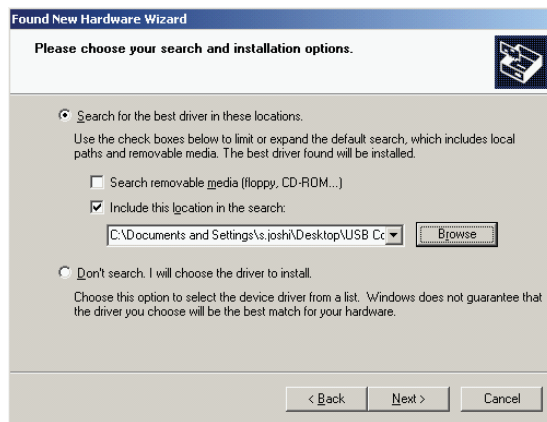 Found New Hardware Wizard
Please choose your search and installation options.
Search for the best driver in these locations.
Use the check boxes below to limit or expand the default search, which includes local
paths and removable media. The best driver found will be installed.
Search removable media (floppy, CD-ROM...)
Include this location in the search:
C:\Documents and Settings\s.joshi\Desktop\USB Cc
Browse
Don't search. I will choose the driver to install.
Choose this option to select the device driver from a list. Windows does not guarantee that
the driver you choose will be the best match for your hardware.
< Back Next > Cancel